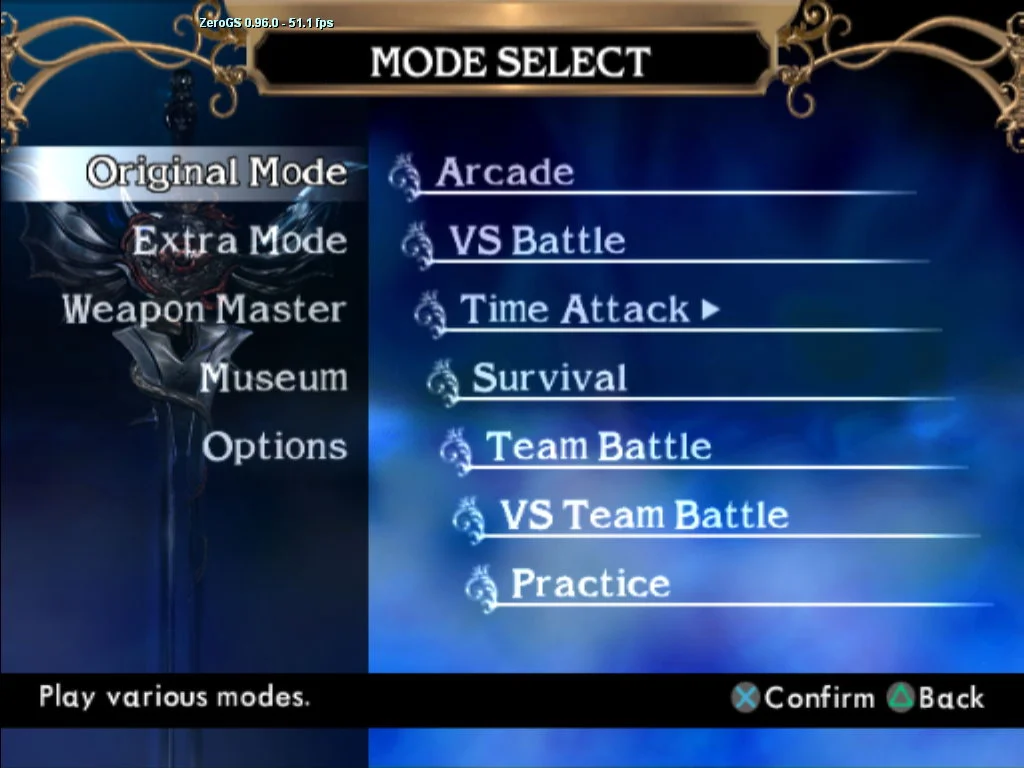 ZeroGS 0.96.0 - 51.1 fps
MODE SELECT
Original Mode
Extra Mode
Weapon Master
Museum
Options
Arcade
VS Battle
Time Attack
Survival
Team Battle
VS Team Battle
Practice
Play various modes.
Confirm Back